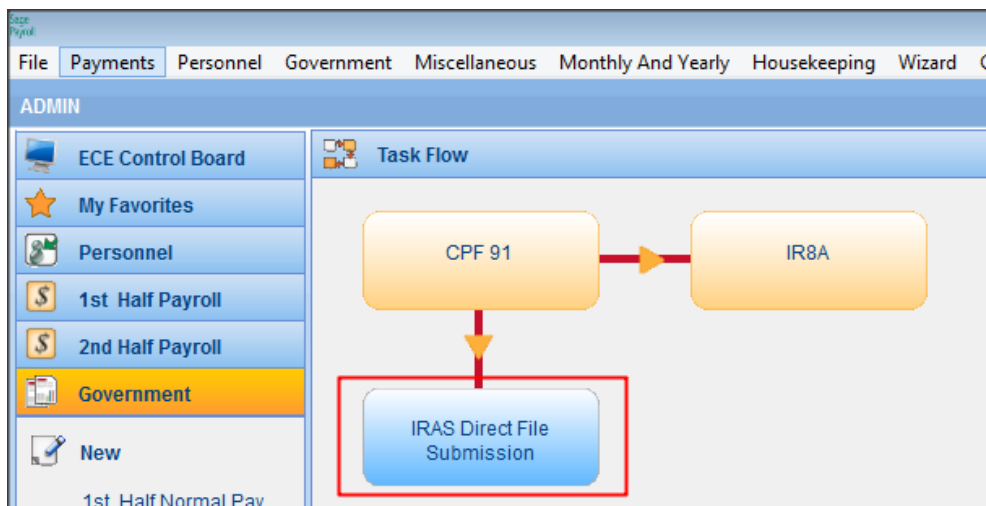 Sage
Payroll
File Payments Personnel Government Miscellaneous Monthly And Yearly Housekeeping Wizard
ADMIN
ECE Control Board
My Favorites
Personnel
1st Half Payroll
2nd Half Payroll
Government
New
1st Half Normal Pay
Task Flow
CPF 91
IR8A
IRAS Direct File
Submission